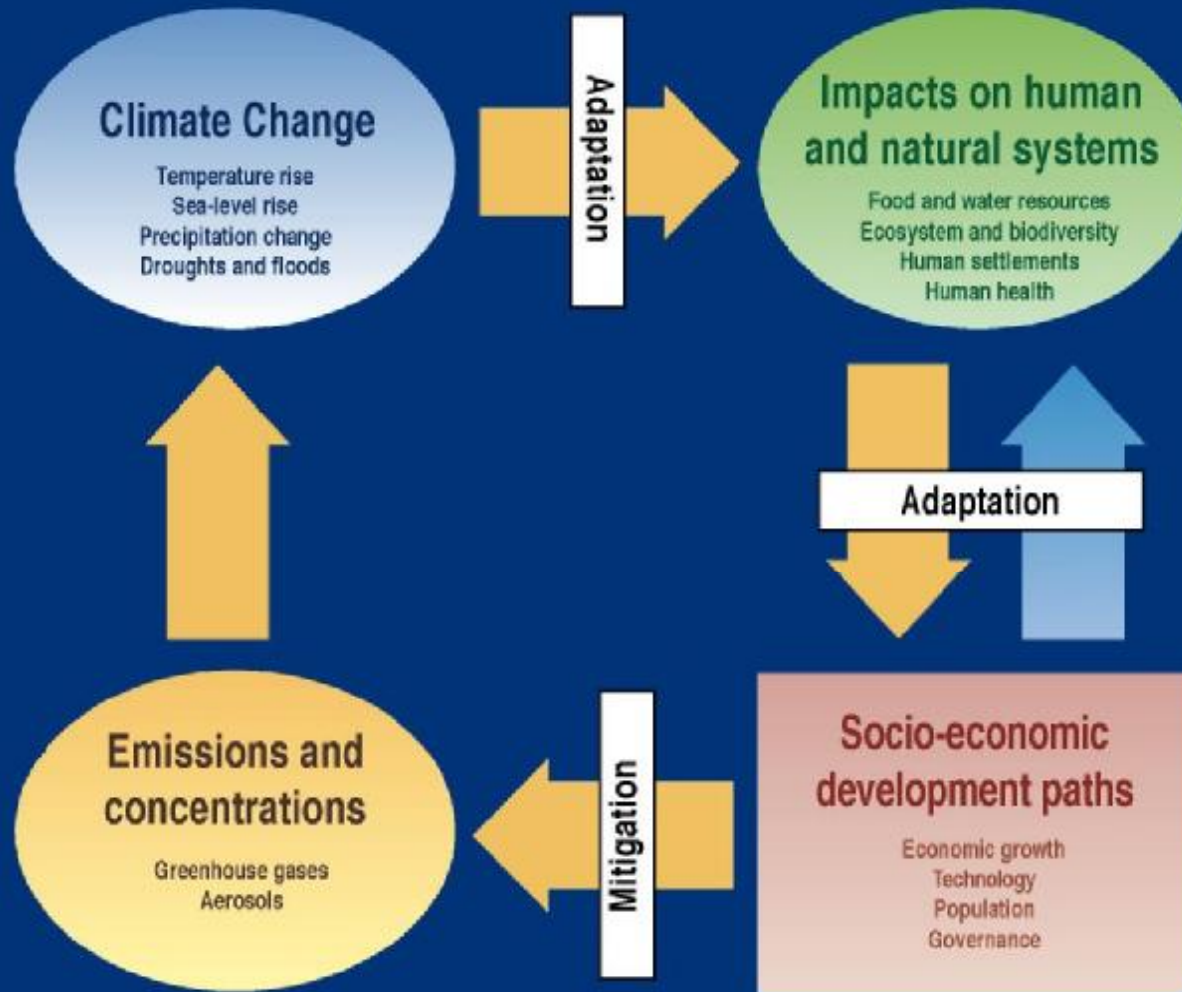 Climate Change
Temperature rise
Sea-level rise
Precipitation change
Droughts and floods
Adaptation
Impacts on human
and natural systems
Food and water resources
Ecosystem and biodiversity
Human settlements
Human health
Adaptation
Emissions and
concentrations
Greenhouse gases
Aerosols
Mitigation
Socio-economic
development paths
Economic growth
Technology
Population
Governance